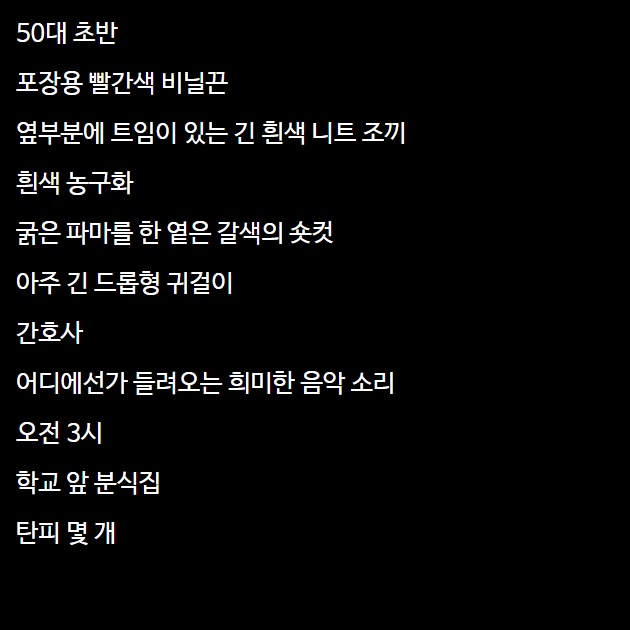 50대 초반
포장용 빨간색 비닐끈
옆부분에 트임이 있는 긴 흰색 니트 조끼
흰색 농구화
굵은 파마를 한 옅은 갈색의 숏컷
아주 긴 드롭형 귀걸이
간호사
어디에선가 들려오는 희미한 음악 소리
오전 3시
학교 앞 분식집
탄피 몇 개